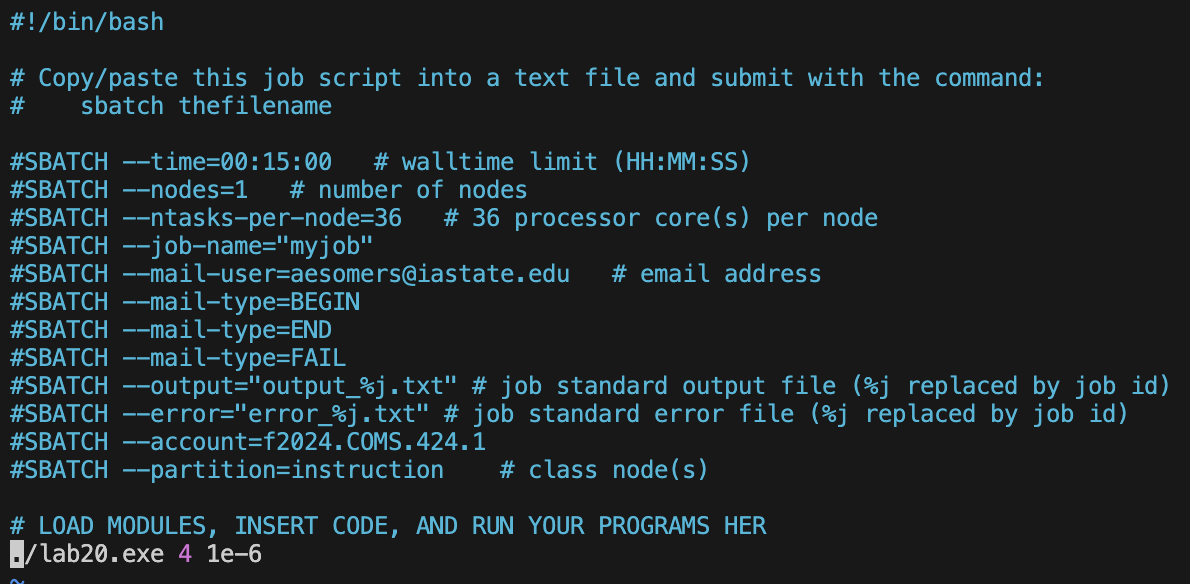 #!/bin/bash

# Copy/paste this job script into a text file and submit with the command:
#    sbatch thefilename

#SBATCH --time=00:15:00   # walltime limit (HH:MM:SS)
#SBATCH --nodes=1   # number of nodes
#SBATCH --ntasks-per-node=36   # 36 processor core(s) per node
#SBATCH --job-name="myjob"
#SBATCH --mail-user=aesomers@iastate.edu   # email address
#SBATCH --mail-type=BEGIN
#SBATCH --mail-type=END
#SBATCH --mail-type=FAIL
#SBATCH --output="output_%j.txt" # job standard output file (%j replaced by job id)
#SBATCH --error="error_%j.txt" # job standard error file (%j replaced by job id)
#SBATCH --account=f2024.COMS.424.1
#SBATCH --partition=instruction    # class node(s)

# LOAD MODULES, INSERT CODE, AND RUN YOUR PROGRAMS HER
./lab20.exe 4 1e-6
~